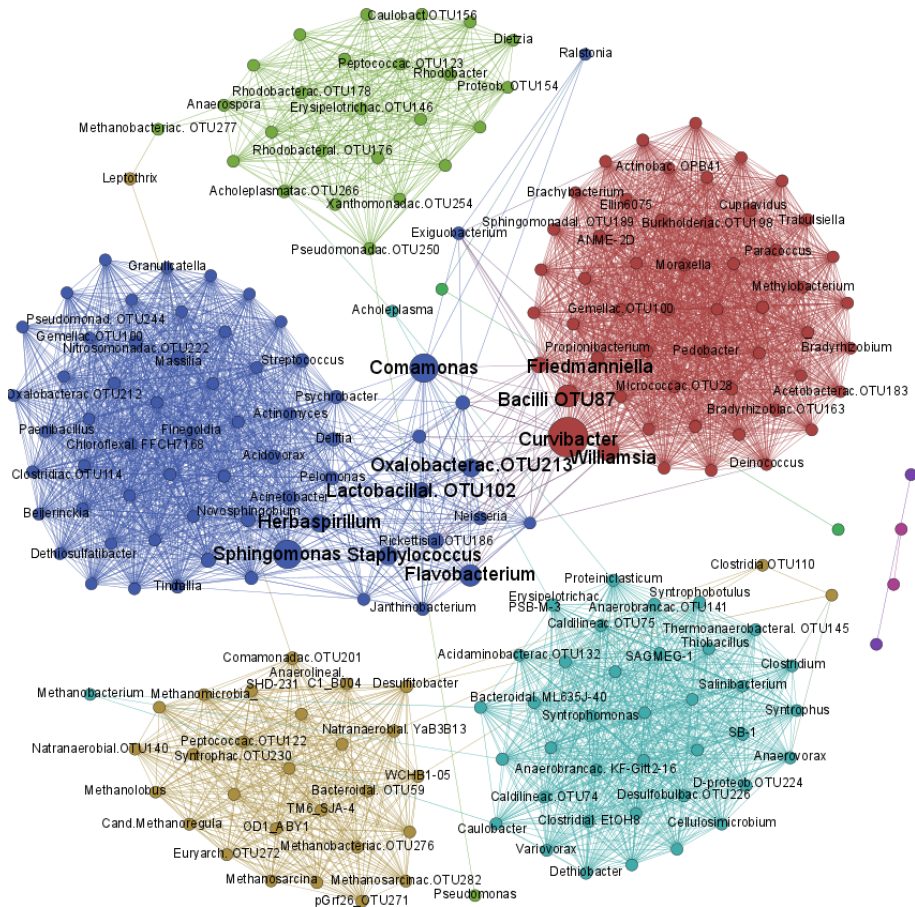 Caulobact.OTU156
Dietzia
Ralstonia
Peptococcac.OTU123
Rhodobacter
Proteob. OTU154
Rhodobacterac.OTU178
Anaerospora
Erysipelotrichac.OTU146
Methanobacteriac. OTU277
Rhodobacteral. OTU176
Leptothrix
Acholeplasmatac.OTU266
Xanthomonadac.OTU254
Pseudomonadac.OTU250
Actinobac. OPB41
Brachybacterium
Ellin6075
Cupriavidus
Sphingomonadal. OTU189
Burkholderiac.OTU198
Trabulsiella
Exiguobacterium
ANME-2D
Paracoccus
Moraxella
Methylobacterium
Gemellac.OTU100
Propionibacterium
Pedobacter
Bradyrhizobium
Friedmanniella
Micrococcac.OTU28
Acetobacterac.OTU183
Bacilli OTU87
Bradyrhizobiac.OTU163
Curvibacter
Williamsia
Deinococcus
Acholeplasma
Granulicatella
Pseudomonad. OTU244
Gemellac.OTU100
Nitrosomonadac.OTU222
Massilia
Streptococcus
Comamonas
Oxalobacterac.OTU212
Psychrobacter
Actinomyces
Paenibacillus
Finegoldia
Chloroflexal. FFCH7168
Delftia
Acidovorax
Clostridiac.OTU114
Pelomonas
Oxalobacterac.OTU213
Acinetobacter
Lactobacillal. OTU102
Beijerinckia
Novosphingobium
Herbaspirillum
Neisseria
Rickettsial.OTU186
Dethiosulfatibacter
Sphingomonas
Staphylococcus
Tindallia
Flavobacterium
Janthinobacterium
Clostridia OTU110
Proteiniclasticum
Erysipelotrichac.
PSB-M-3
Syntrophobotulus
Anaerobrancac.OTU141
Caldilineac.OTU75
Thermoanaerobacteral. OTU145
Thiobacillus
Acidaminobacterac.OTU132
SAGMEG-1
Clostridium
Bacteroidal. ML635J-40
Salinibacterium
Syntrophomonas
Syntrophus
SB-1
Anaerobrancac. KF-Gitt2-16
Anaerovorax
D-proteob.OTU224
Caldilineac.OTU74
Desulfobulbac.OTU226
Clostridial. EtOH8
Cellulosimicrobium
Caulobacter
Variovorax
Dethiobacter
Comamonadac.OTU201
Anaerolineal.
SHD-231
C1_B004
Desulfitobacter
Methanobacterium
Methanomicrobia
Natranaerobial. YaB3B13
Peptococcac.OTU122
Natranaerobial.OTU140
Syntrophac.OTU230
WCHB1-05
Methanolobus
Bacteroidal. OTU59
TM6_SJA-4
Cand.Methanoregula
OD1_ABY1
Methanobacteriac.OTU276
Euryarch. OTU272
Methanosarcina
Methanosarcinac.OTU282
pGrf26_OTU271
Pseudomonas